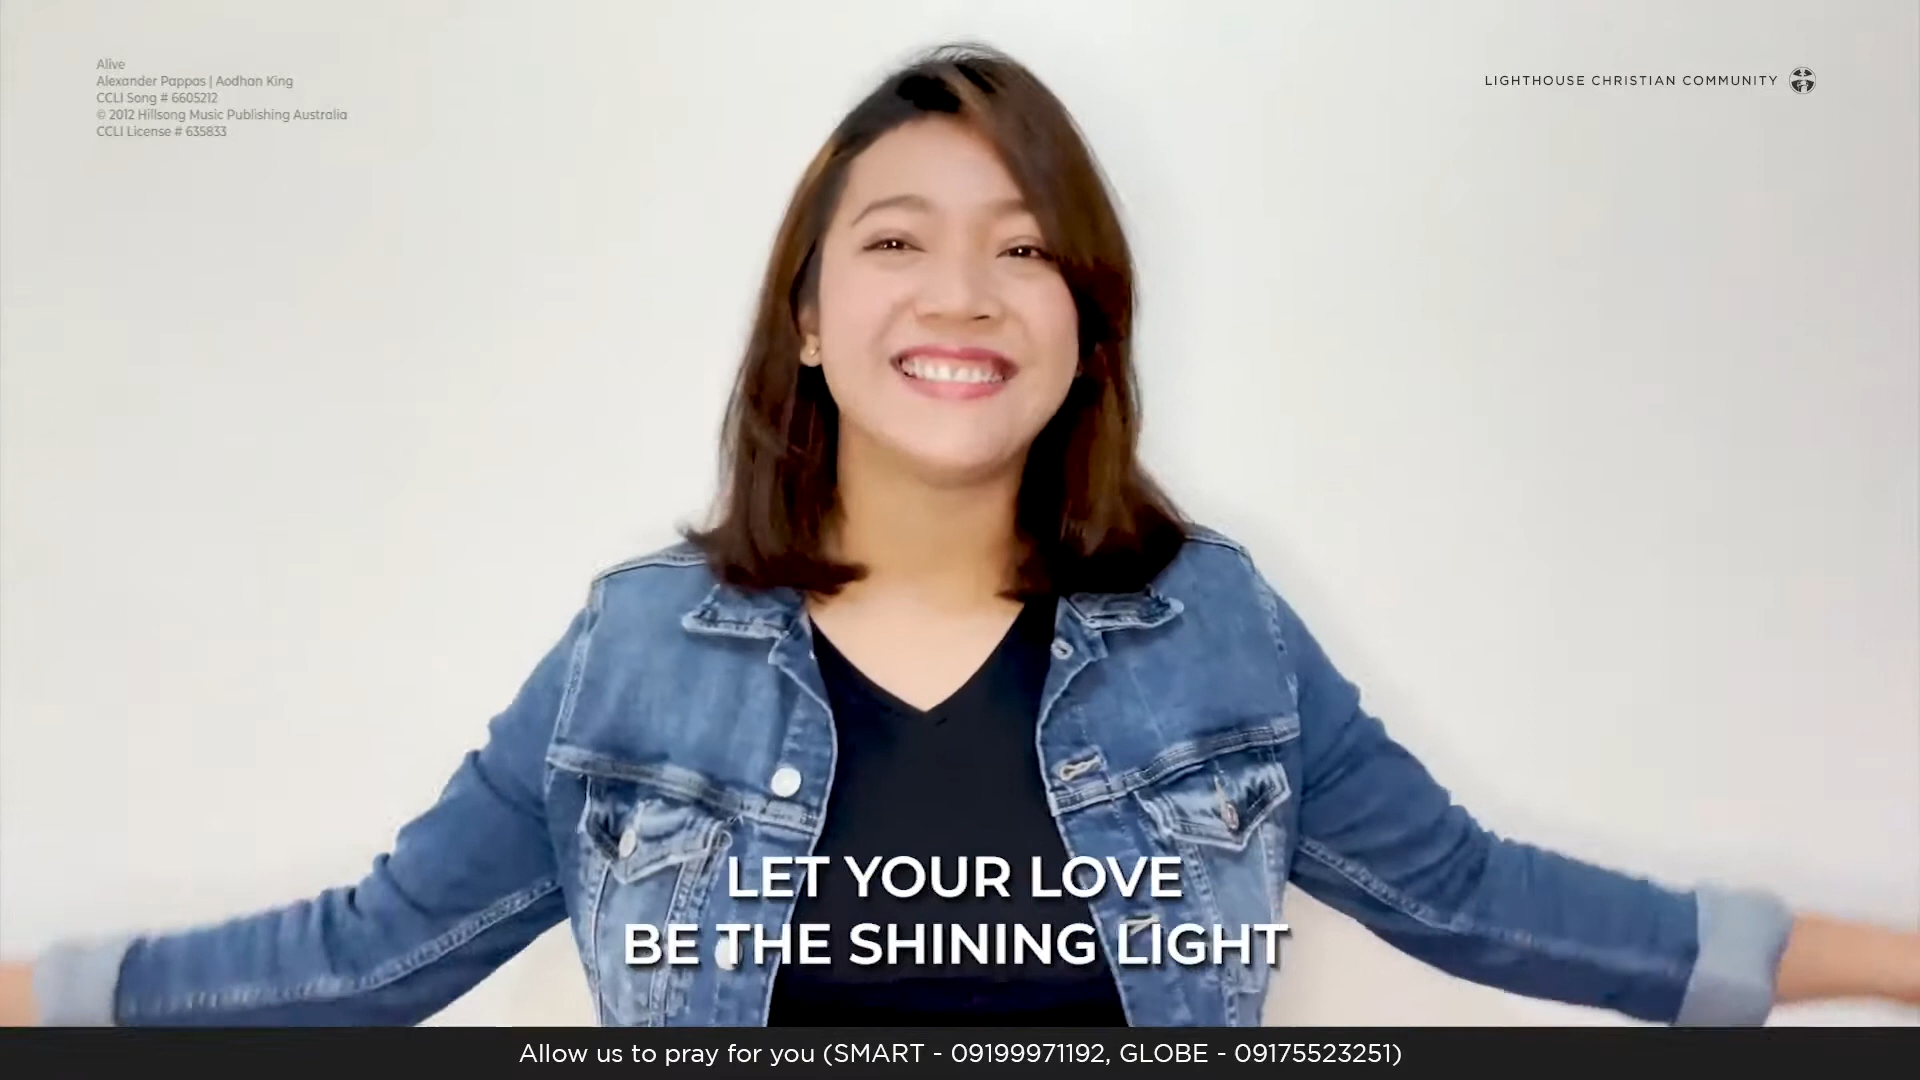 Alive
Alexander Pappas | Aodhan King
CCLI Song # 6605212
© 2012 Hillsong Music Publishing Australia
CCLI License # 635833
LIGHTHOUSE CHRISTIAN COMMUNITY
LET YOUR LOVE
BE THE SHINING LIGHT
Allow us to pray for you (SMART - 09199971192, GLOBE - 09175523251)